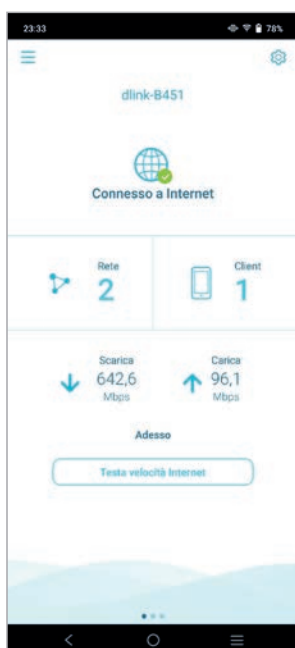 23:33 78%
dlink-B451
Connesso a Internet
Rete
2
Client
1
Scarica
642,6
Mbps
Carica
96,1
Mbps
Adesso
Testa velocità Internet